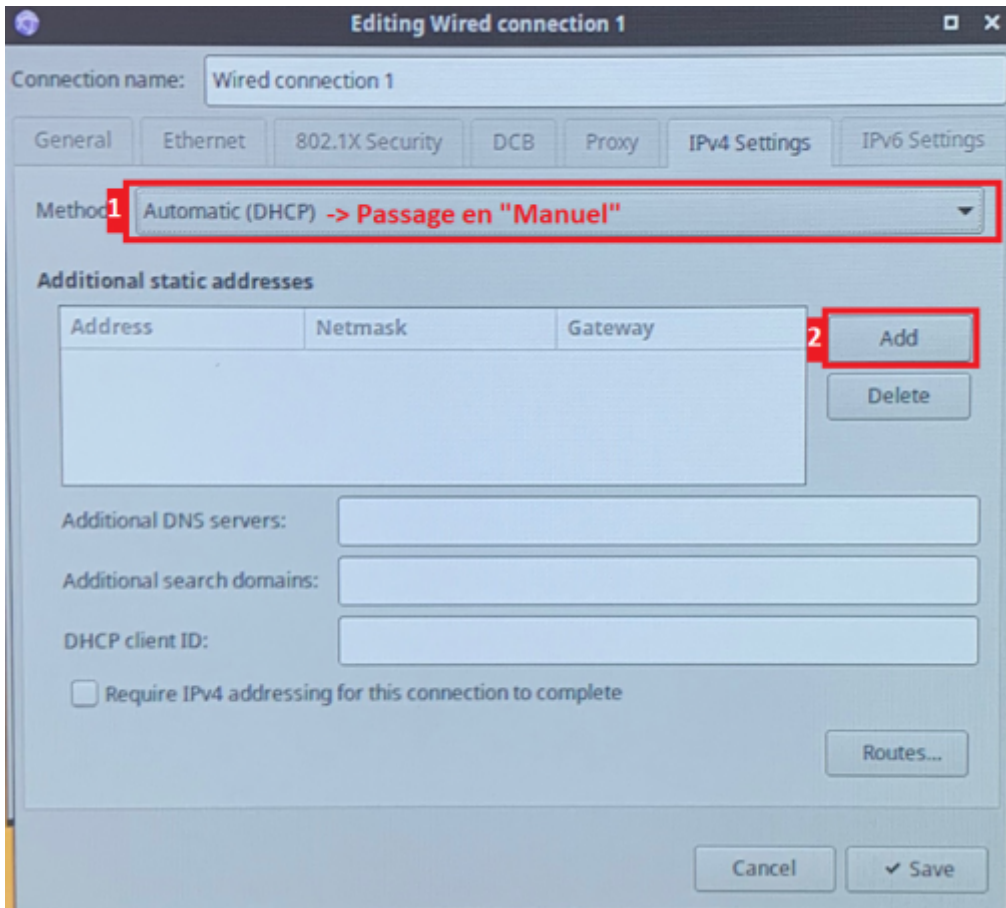 Editing Wired connection 1
Connection name: Wired connection 1
General Ethernet 802.1X Security DCB Proxy IPv4 Settings IPv6 Settings
Method 1 Automatic (DHCP) -> Passage en "Manuel"
Additional static addresses
Address Netmask Gateway 2 Add
Delete
Additional DNS servers:
Additional search domains:
DHCP client ID:
Require IPv4 addressing for this connection to complete
Routes...
Cancel ✔ Save